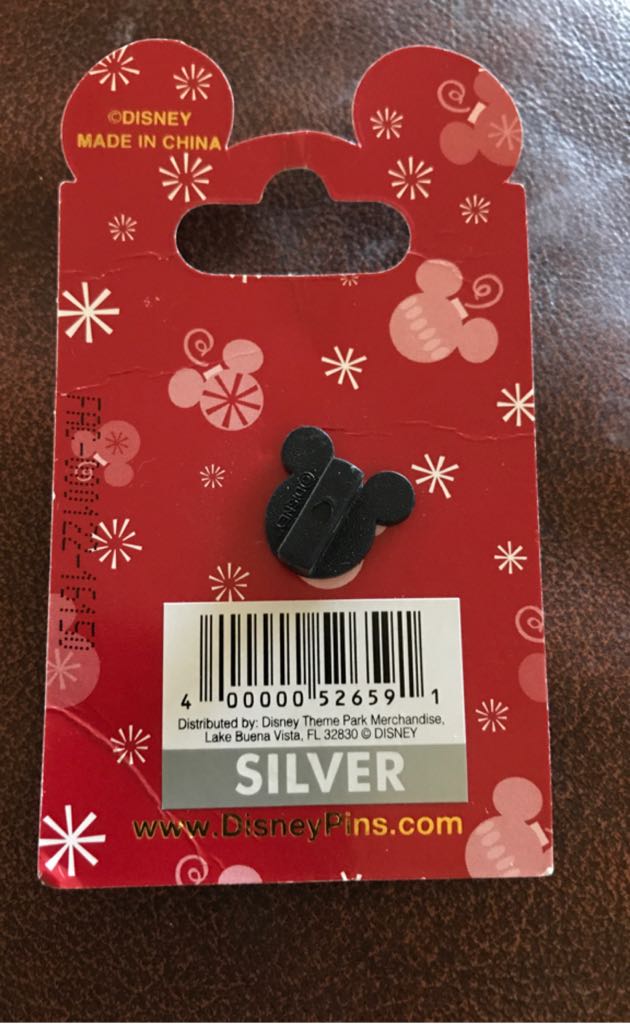 ©DISNEY
MADE IN CHINA
©DISNEY
4 00000 52659 1
Distributed by: Disney Theme Park Merchandise,
Lake Buena Vista, FL 32830 © DISNEY
SILVER
www.DisneyPins.com